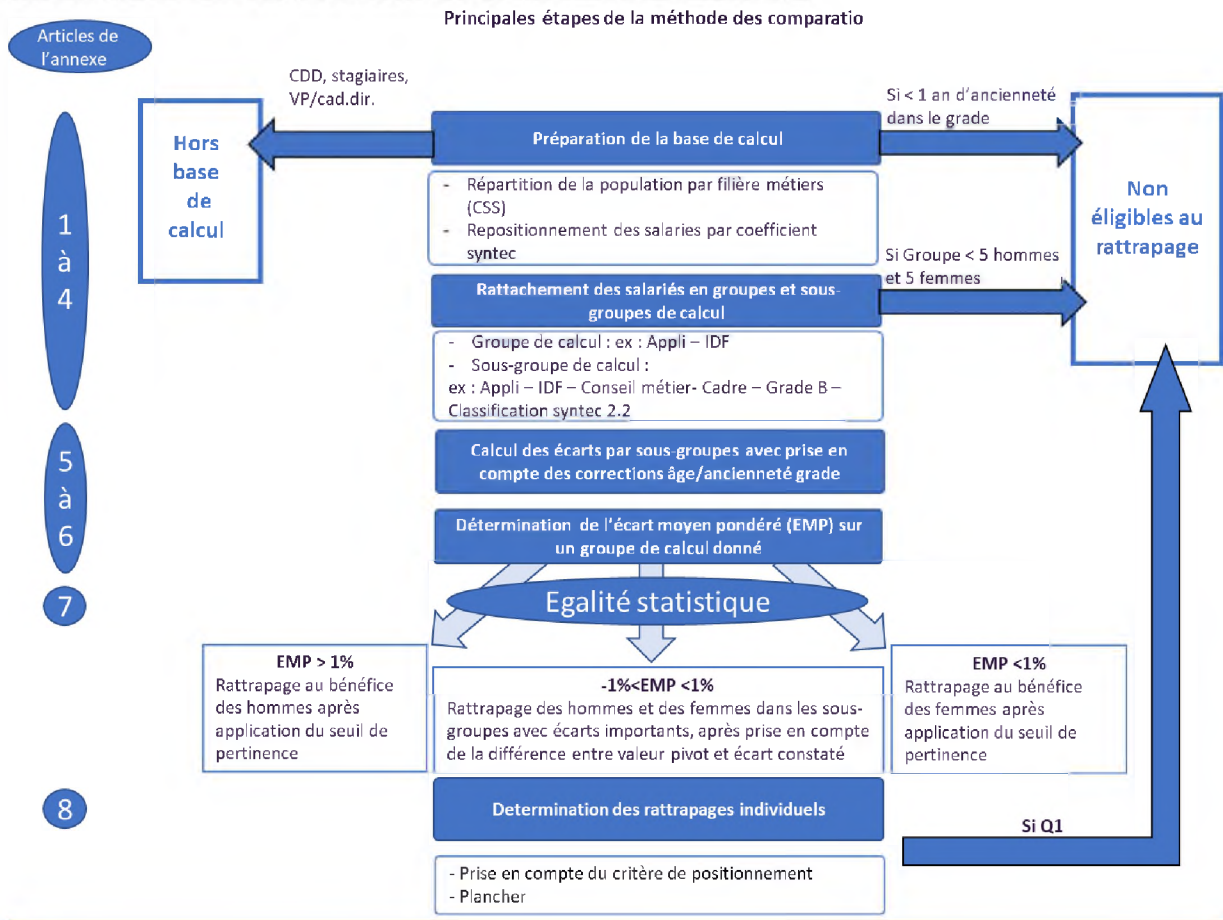 Principales étapes de la méthode des comparatio
Articles de
l'annexe
CDD, stagiaires,
VP/cad.dir.
Si < 1 an d'ancienneté
dans le grade
Hors
base
de
calcul
Préparation de la base de calcul
- Répartition de la population par filière métiers
(CSS)
- Repositionnement des salaries par coefficient
syntec
Non
éligibles au
rattrapage
1
à
4
Si Groupe < 5 hommes
et 5 femmes
Rattachement des salariés en groupes et sous-
groupes de calcul
- Groupe de calcul : ex : Appli – IDF
- Sous-groupe de calcul :
ex : Appli – IDF – Conseil métier- Cadre – Grade B –
Classification syntec 2.2
5
à
6
Calcul des écarts par sous-groupes avec prise en
compte des corrections âge/ancienneté grade
Détermination de l'écart moyen pondéré (EMP) sur
un groupe de calcul donné
7
Egalité statistique
EMP > 1%
Rattrapage au bénéfice
des hommes après
application du seuil de
pertinence
-1%<EMP <1%
Rattrapage des hommes et des femmes dans les sous-
groupes avec écarts importants, après prise en compte
de la différence entre valeur pivot et écart constaté
EMP <1%
Rattrapage au bénéfice
des femmes après
application du seuil de
pertinence
8
Determination des rattrapages individuels
Si Q1
- Prise en compte du critère de positionnement
- Plancher